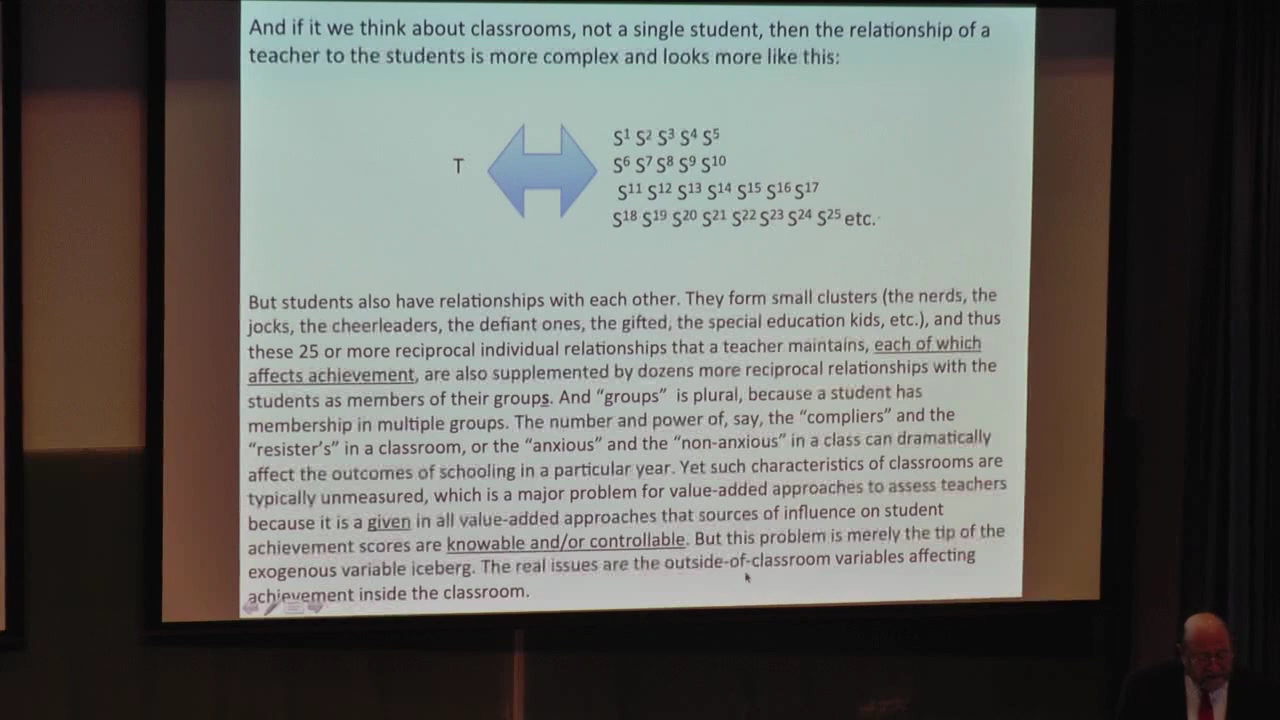 And if it we think about classrooms, not a single student, then the relationship of a
teacher to the students is more complex and looks more like this:
T
S¹ S² S³ S⁴ S⁵
S⁶ S⁷ S⁸ S⁹ S¹⁰
S¹¹ S¹² S¹³ S¹⁴ S¹⁵ S¹⁶ S¹⁷
S¹⁸ S¹⁹ S²⁰ S²¹ S²² S²³ S²⁴ S²⁵ etc.
But students also have relationships with each other. They form small clusters (the nerds, the
jocks, the cheerleaders, the defiant ones, the gifted, the special education kids, etc.), and thus
these 25 or more reciprocal individual relationships that a teacher maintains, each of which
affects achievement, are also supplemented by dozens more reciprocal relationships with the
students as members of their groups. And “groups” is plural, because a student has
membership in multiple groups. The number and power of, say, the “compliers” and the
“resister’s” in a classroom, or the “anxious” and the “non-anxious” in a class can dramatically
affect the outcomes of schooling in a particular year. Yet such characteristics of classrooms are
typically unmeasured, which is a major problem for value-added approaches to assess teachers
because it is a given in all value-added approaches that sources of influence on student
achievement scores are knowable and/or controllable. But this problem is merely the tip of the
exogenous variable iceberg. The real issues are the outside-of-classroom variables affecting
achievement inside the classroom.